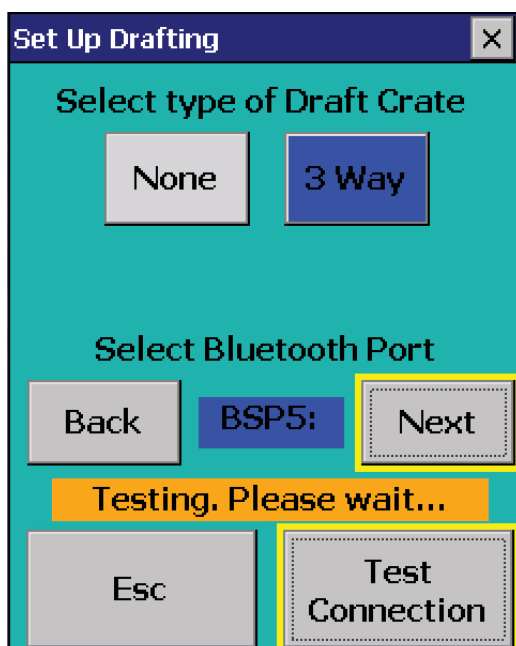 Set Up Drafting
Select type of Draft Crate
None 3 Way
Select Bluetooth Port
Back BSP5: Next
Testing. Please wait...
Esc Test
Connection